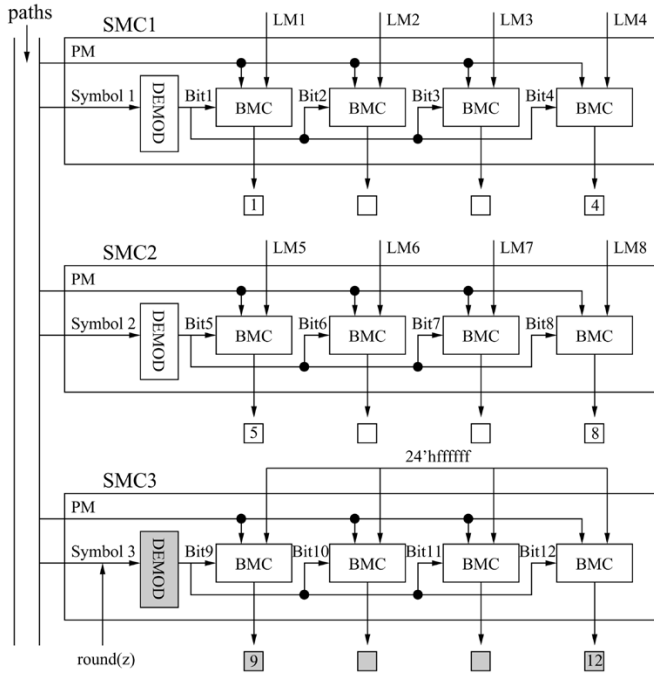 paths
SMC1
LM1 LM2 LM3 LM4
PM
Symbol 1 DEMOD Bit1 BMC Bit2 BMC Bit3 BMC Bit4 BMC
1 4
SMC2
LM5 LM6 LM7 LM8
PM
Symbol 2 DEMOD Bit5 BMC Bit6 BMC Bit7 BMC Bit8 BMC
5 8
24'hffffff
SMC3
PM
Symbol 3 DEMOD Bit9 BMC Bit10 BMC Bit11 BMC Bit12 BMC
round(z) 9 12